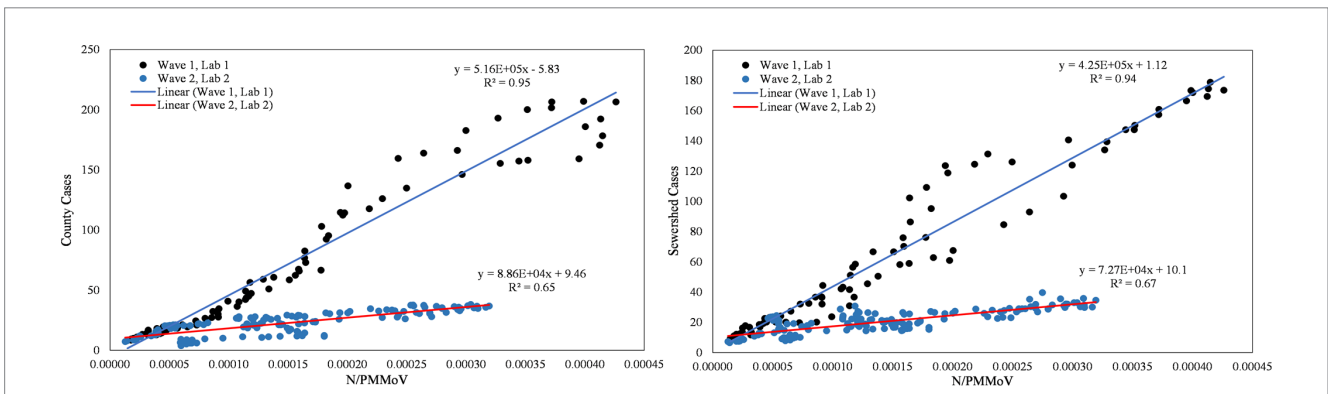 250
200
150
100
50
0
County Cases
Wave 1, Lab 1
Wave 2, Lab 2
Linear (Wave 1, Lab 1)
Linear (Wave 2, Lab 2)
y = 5.16E+05x - 5.83
R² = 0.95
y = 8.86E+04x + 9.46
R² = 0.65
0.00000 0.00005 0.00010 0.00015 0.00020 0.00025 0.00030 0.00035 0.00040 0.00045
N/PMMoV
200
180
160
140
120
100
80
60
40
20
0
Sewershed Cases
Wave 1, Lab 1
Wave 2, Lab 2
Linear (Wave 1, Lab 1)
Linear (Wave 2, Lab 2)
y = 4.25E+05x + 1.12
R² = 0.94
y = 7.27E+04x + 10.1
R² = 0.67
0.00000 0.00005 0.00010 0.00015 0.00020 0.00025 0.00030 0.00035 0.00040 0.00045
N/PMMoV